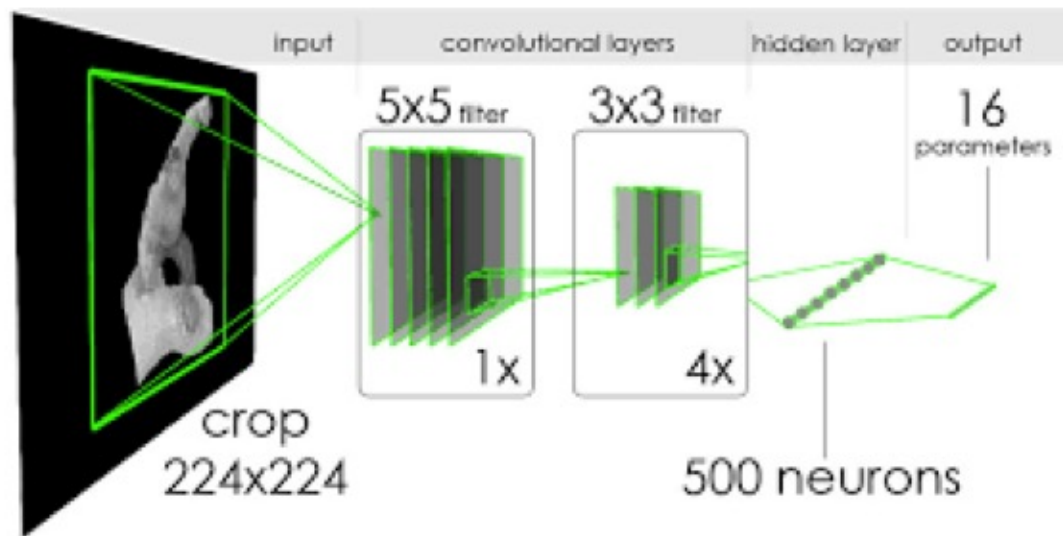 input convolutional layers hidden layer output
5x5 filter 3x3 filter 16
parameters
1x 4x
crop
224x224
500 neurons